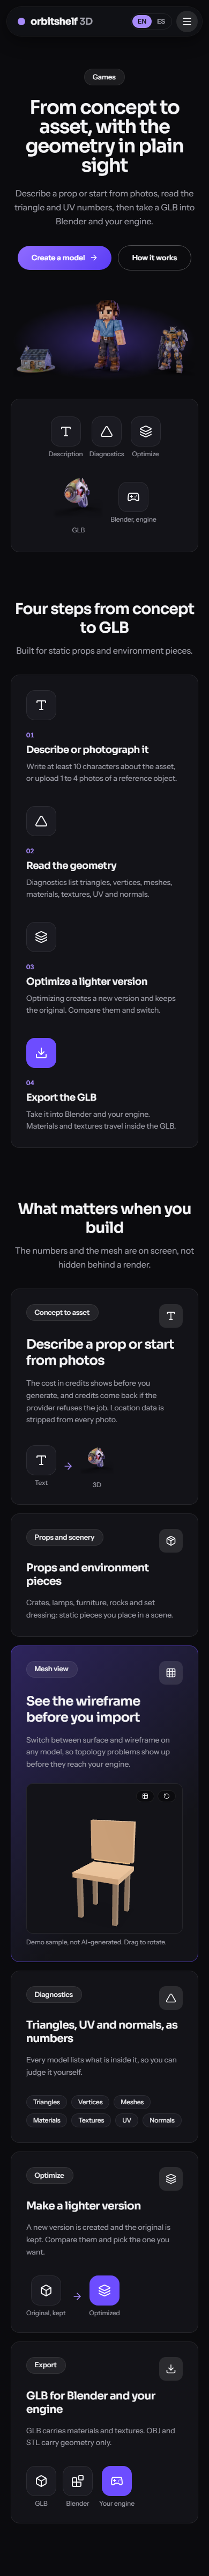 orbitshelf 3D
EN ES
Games
From concept to
asset, with the
geometry in plain
sight
Describe a prop or start from photos, read the
triangle and UV numbers, then take a GLB into
Blender and your engine.
Create a model
How it works
Description Diagnostics Optimize
GLB
Blender, engine
Four steps from concept
to GLB
Built for static props and environment pieces.
01
Describe or photograph it
Write at least 10 characters about the asset,
or upload 1 to 4 photos of a reference object.
02
Read the geometry
Diagnostics list triangles, vertices, meshes,
materials, textures, UV and normals.
03
Optimize a lighter version
Optimizing creates a new version and keeps
the original. Compare them and switch.
04
Export the GLB
Take it into Blender and your engine.
Materials and textures travel inside the GLB.
What matters when you
build
The numbers and the mesh are on screen, not
hidden behind a render.
Concept to asset
Describe a prop or start
from photos
The cost in credits shows before you
generate, and credits come back if the
provider refuses the job. Location data is
stripped from every photo.
Text
3D
Props and scenery
Props and environment
pieces
Crates, lamps, furniture, rocks and set
dressing: static pieces you place in a scene.
Mesh view
See the wireframe
before you import
Switch between surface and wireframe on
any model, so topology problems show up
before they reach your engine.
Demo sample, not AI-generated. Drag to rotate.
Diagnostics
Triangles, UV and normals, as
numbers
Every model lists what is inside it, so you can
judge it yourself.
Triangles Vertices Meshes
Materials Textures UV Normals
Optimize
Make a lighter version
A new version is created and the original is
kept. Compare them and pick the one you
want.
Original, kept
Optimized
Export
GLB for Blender and your
engine
GLB carries materials and textures. OBJ and
STL carry geometry only.
GLB
Blender
Your engine